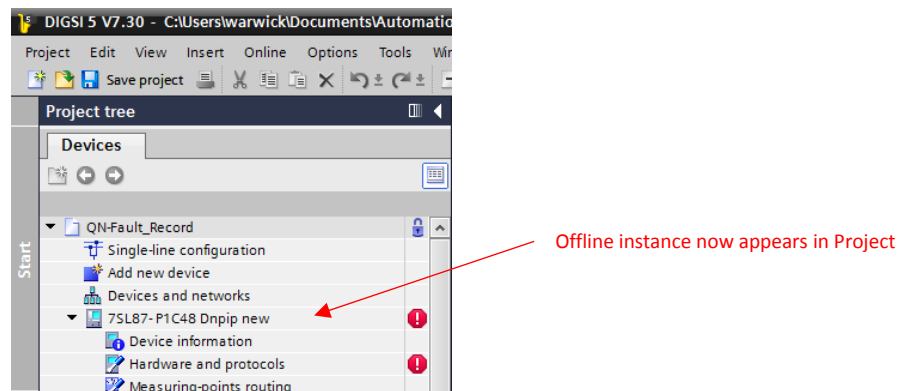 DIGSI 5 V7.30 - C:\Users\warwick\Documents\Automatio
Project Edit View Insert Online Options Tools Wi
Save project
Project tree
Devices
Start
QN-Fault_Record
Single-line configuration
Add new device
Devices and networks
7SL87-P1C48 Dnpip new
Device information
Hardware and protocols
Measuring-points routing
Offline instance now appears in Project